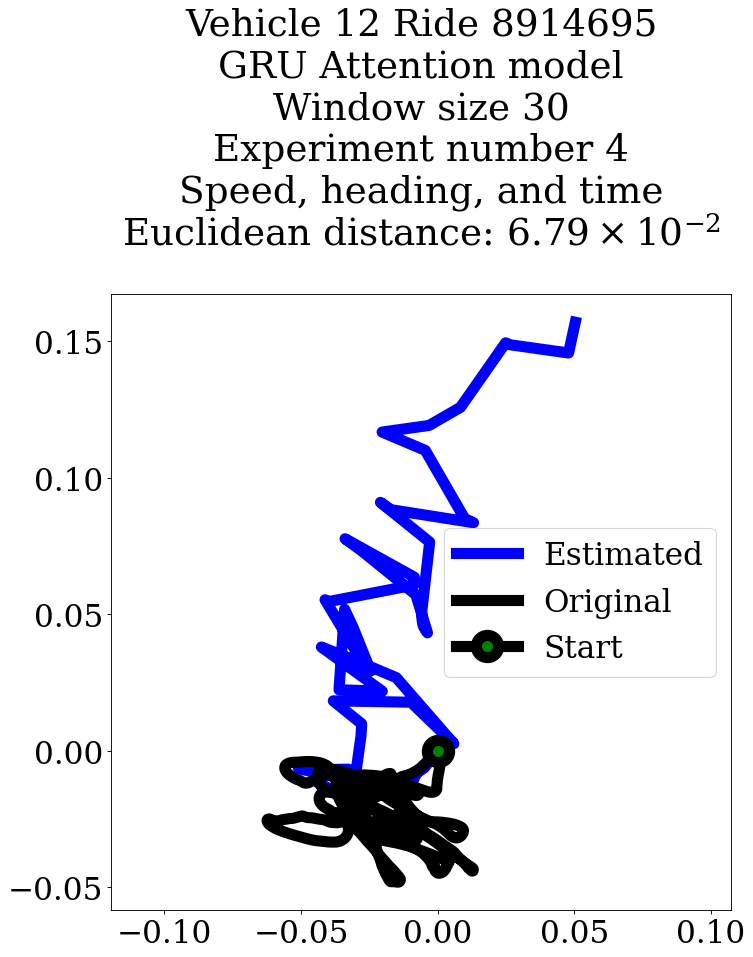 Vehicle 12 Ride 8914695
GRU Attention model
Window size 30
Experiment number 4
Speed, heading, and time
Euclidean distance: 6.79 × 10⁻²
0.15
0.10
0.05
0.00
−0.05
Estimated
Original
Start
−0.10 −0.05 0.00 0.05 0.10